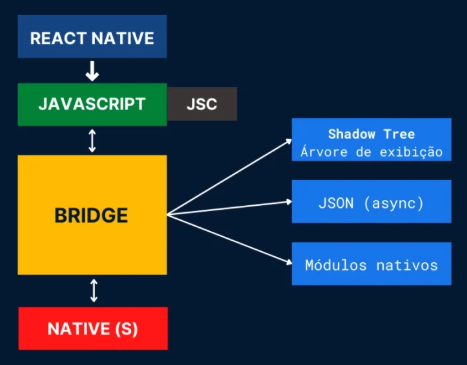 REACT NATIVE
JAVASCRIPT
JSC
BRIDGE
Shadow Tree
Árvore de exibição
JSON (async)
Módulos nativos
NATIVE (S)